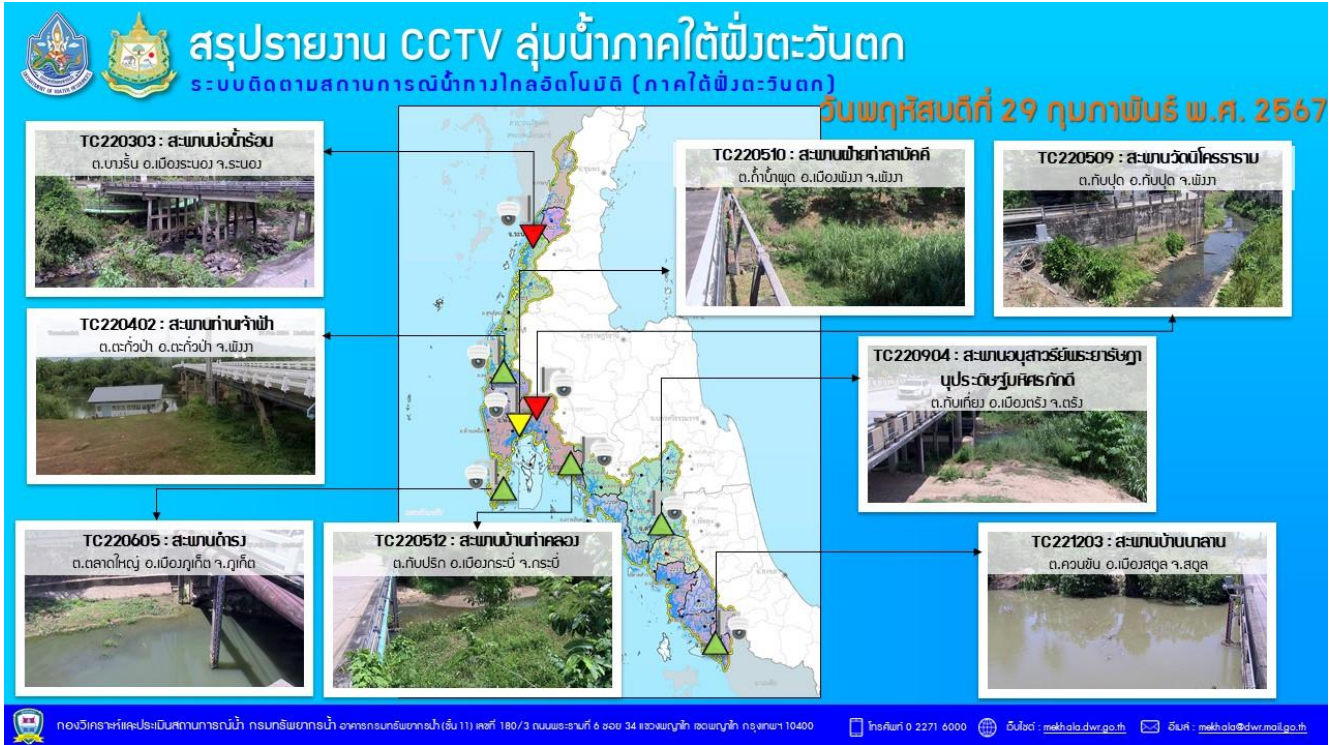 สรุปรายงาน CCTV ลุ่มน้ำภาคใต้ฝั่งตะวันตก
ระบบติดตามสถานการณ์น้ำทางไกลอัตโนมัติ (ภาคใต้ฝั่งตะวันตก)
วันพฤหัสบดีที่ 29 กุมภาพันธ์ พ.ศ. 2567
TC220303 : สะพานบ่อน้ำร้อน
ต.บางริ้น อ.เมืองระนอง จ.ระนอง
TC220510 : สะพานฝ่ายท่าสามัคคี
ต.ถ้ำน้ำผุด อ.เมืองพังงา จ.พังงา
TC220509 : สะพานวัดนิโครธาราม
ต.ทับปุด อ.ทับปุด จ.พังงา
TC220402 : สะพานท่านเจ้าฟ้า
ต.ตะกั่วป่า อ.ตะกั่วป่า จ.พังงา
TC220904 : สะพานอนุสาวรีย์พระยารัษฎา
นุประดิษฐ์มหิศรภักดี
ต.ทับเที่ยง อ.เมืองตรัง จ.ตรัง
TC220605 : สะพานดำรง
ต.ตลาดใหญ่ อ.เมืองภูเก็ต จ.ภูเก็ต
TC220512 : สะพานบ้านท่าคลอง
ต.ทับปริก อ.เมืองกระบี่ จ.กระบี่
TC221203 : สะพานบ้านนาลาน
ต.ควนขัน อ.เมืองสตูล จ.สตูล
กองวิเคราะห์และประเมินสถานการณ์น้ำ กรมทรัพยากรน้ำ อาคารกรมทรัพยากรน้ำ (ชั้น 11) เลขที่ 180/3 ถนนพระรามที่ 6 ซอย 34 แขวงพญาไท เขตพญาไท กรุงเทพฯ 10400
โทรศัพท์ 0 2271 6000
เว็บไซต์ : mekhala.dwr.go.th
อีเมล์ : mekhala@dwr.mail.go.th